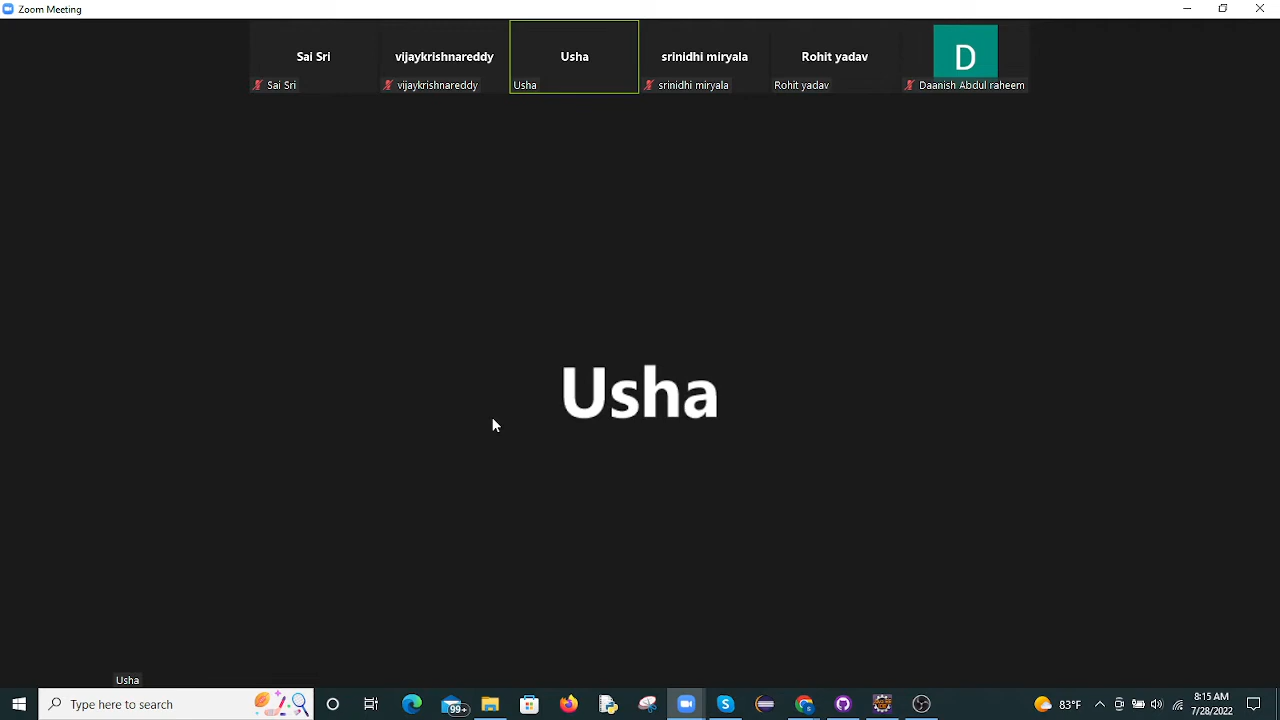 Zoom Meeting
Sai Sri
vijaykrishnareddy
Usha
srinidhi miryala
Rohit yadav
D
Sai Sri
vijaykrishnareddy
Usha
srinidhi miryala
Rohit yadav
Daanish Abdul raheem
Usha
Usha
Type here to search
99+
S
83°F
8:15 AM
7/28/2022